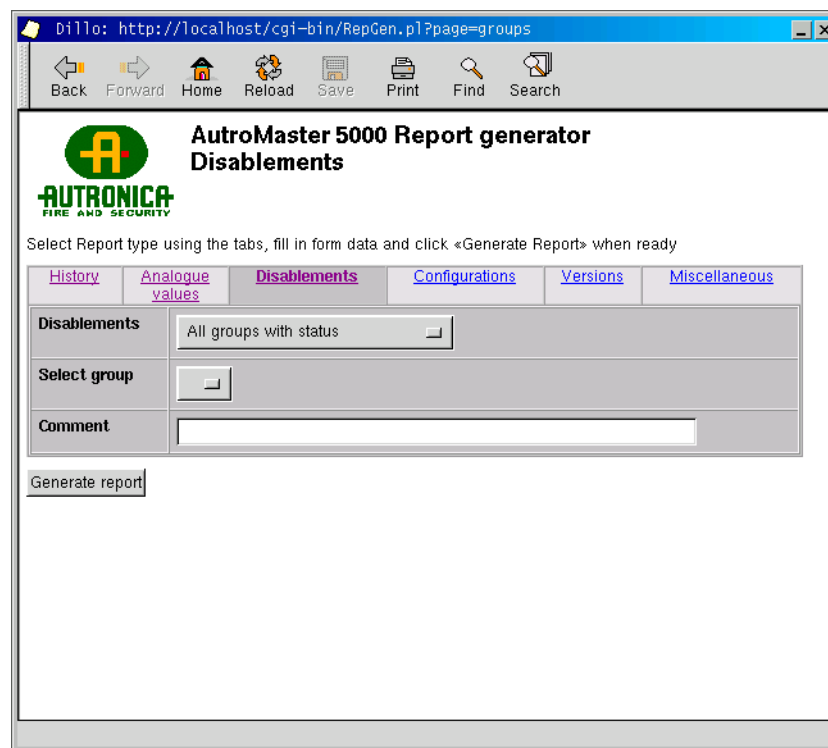 Dillo: http://localhost/cgi-bin/RepGen.pl?page=groups
Back Forward Home Reload Save Print Find Search
AutroMaster 5000 Report generator
Disablements
AUTRONICA
FIRE AND SECURITY
Select Report type using the tabs, fill in form data and click «Generate Report» when ready
History Analogue values Disablements Configurations Versions Miscellaneous
Disablements All groups with status
Select group
Comment
Generate report